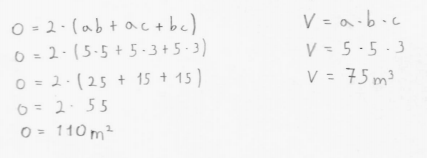 O = 2 · (ab + ac + bc)
O = 2 · (5·5 + 5·3 + 5·3)
O = 2 · (25 + 15 + 15)
O = 2 · 55
O = 110 m²
V = a · b · c
V = 5 · 5 · 3
V = 75 m³